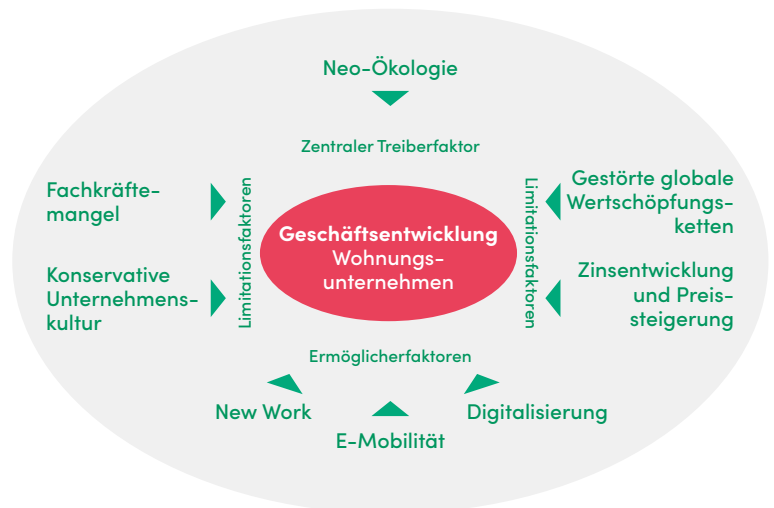 Neo-Ökologie
Zentraler Treiberfaktor
Fachkräfte-
mangel
Konservative
Unternehmens-
kultur
Limitationsfaktoren
Geschäftsentwicklung
Wohnungs-
unternehmen
Limitationsfaktoren
Gestörte globale
Wertschöpfungs-
ketten
Zinsentwicklung
und Preis-
steigerung
Ermöglicherfaktoren
New Work
E-Mobilität
Digitalisierung